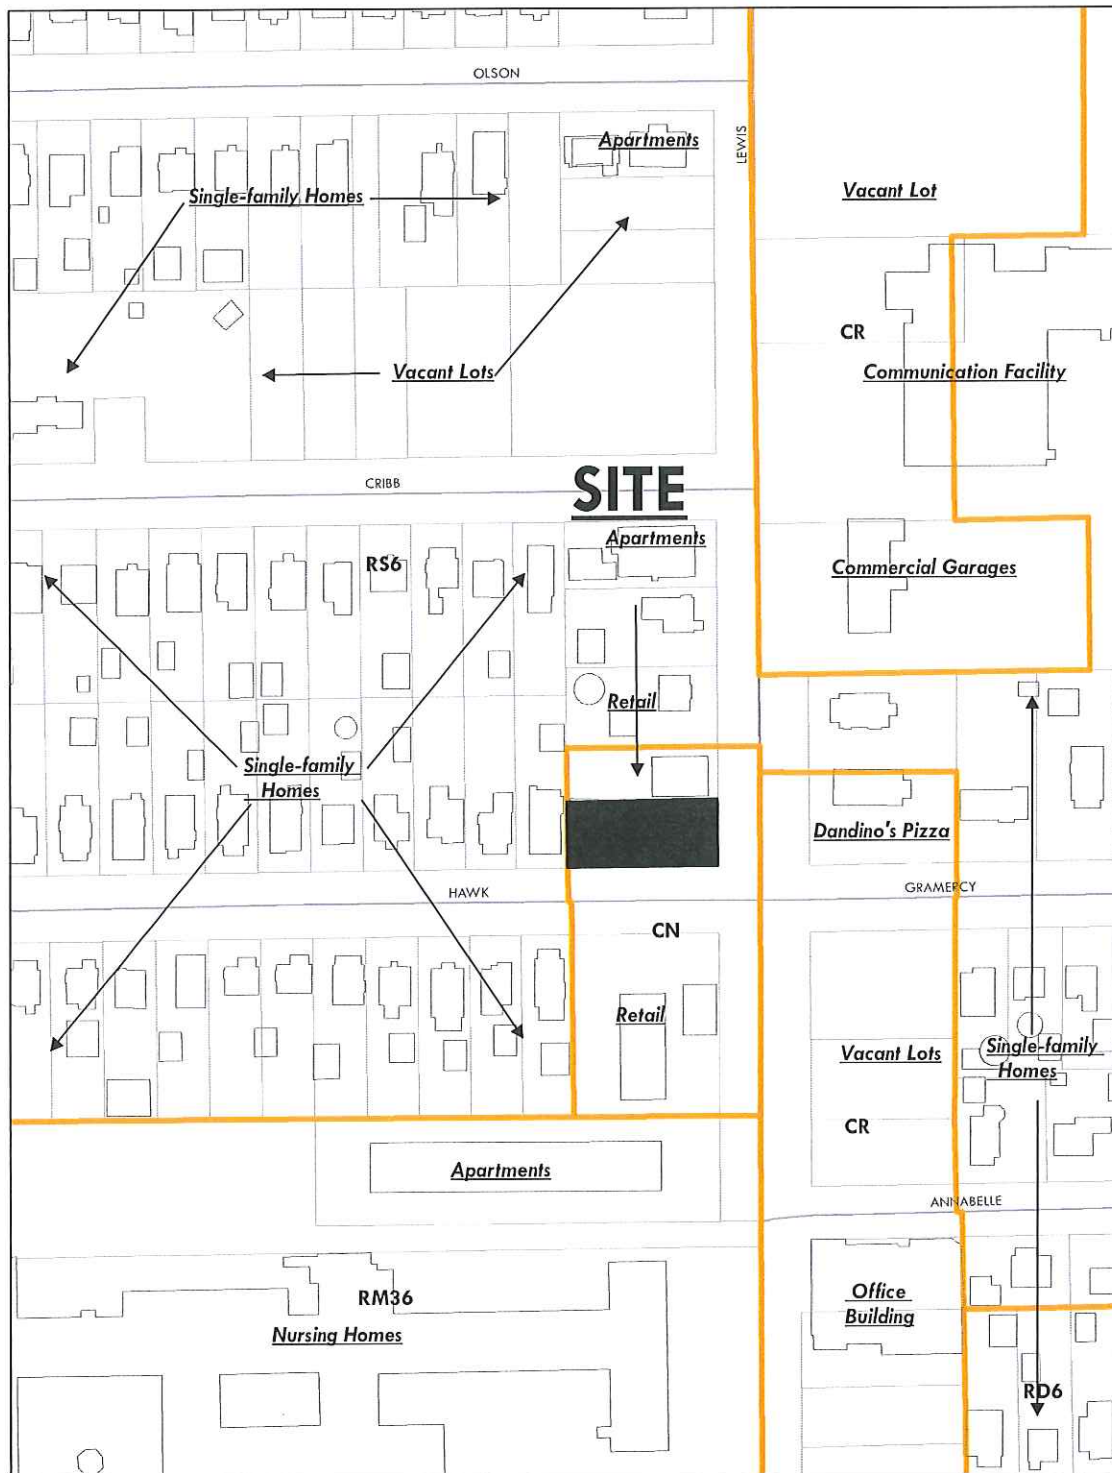 OLSON
LEWIS
Apartments
Single-family Homes
Vacant Lot
CR
Vacant Lots
Communication Facility
CRIBB
SITE
Apartments
RS6
Commercial Garages
Retail
Single-family
Homes
Dandino's Pizza
HAWK
GRAMERCY
CN
Retail
Vacant Lots
Single-family
Homes
CR
Apartments
ANNABELLE
RM36
Nursing Homes
Office
Building
RD6